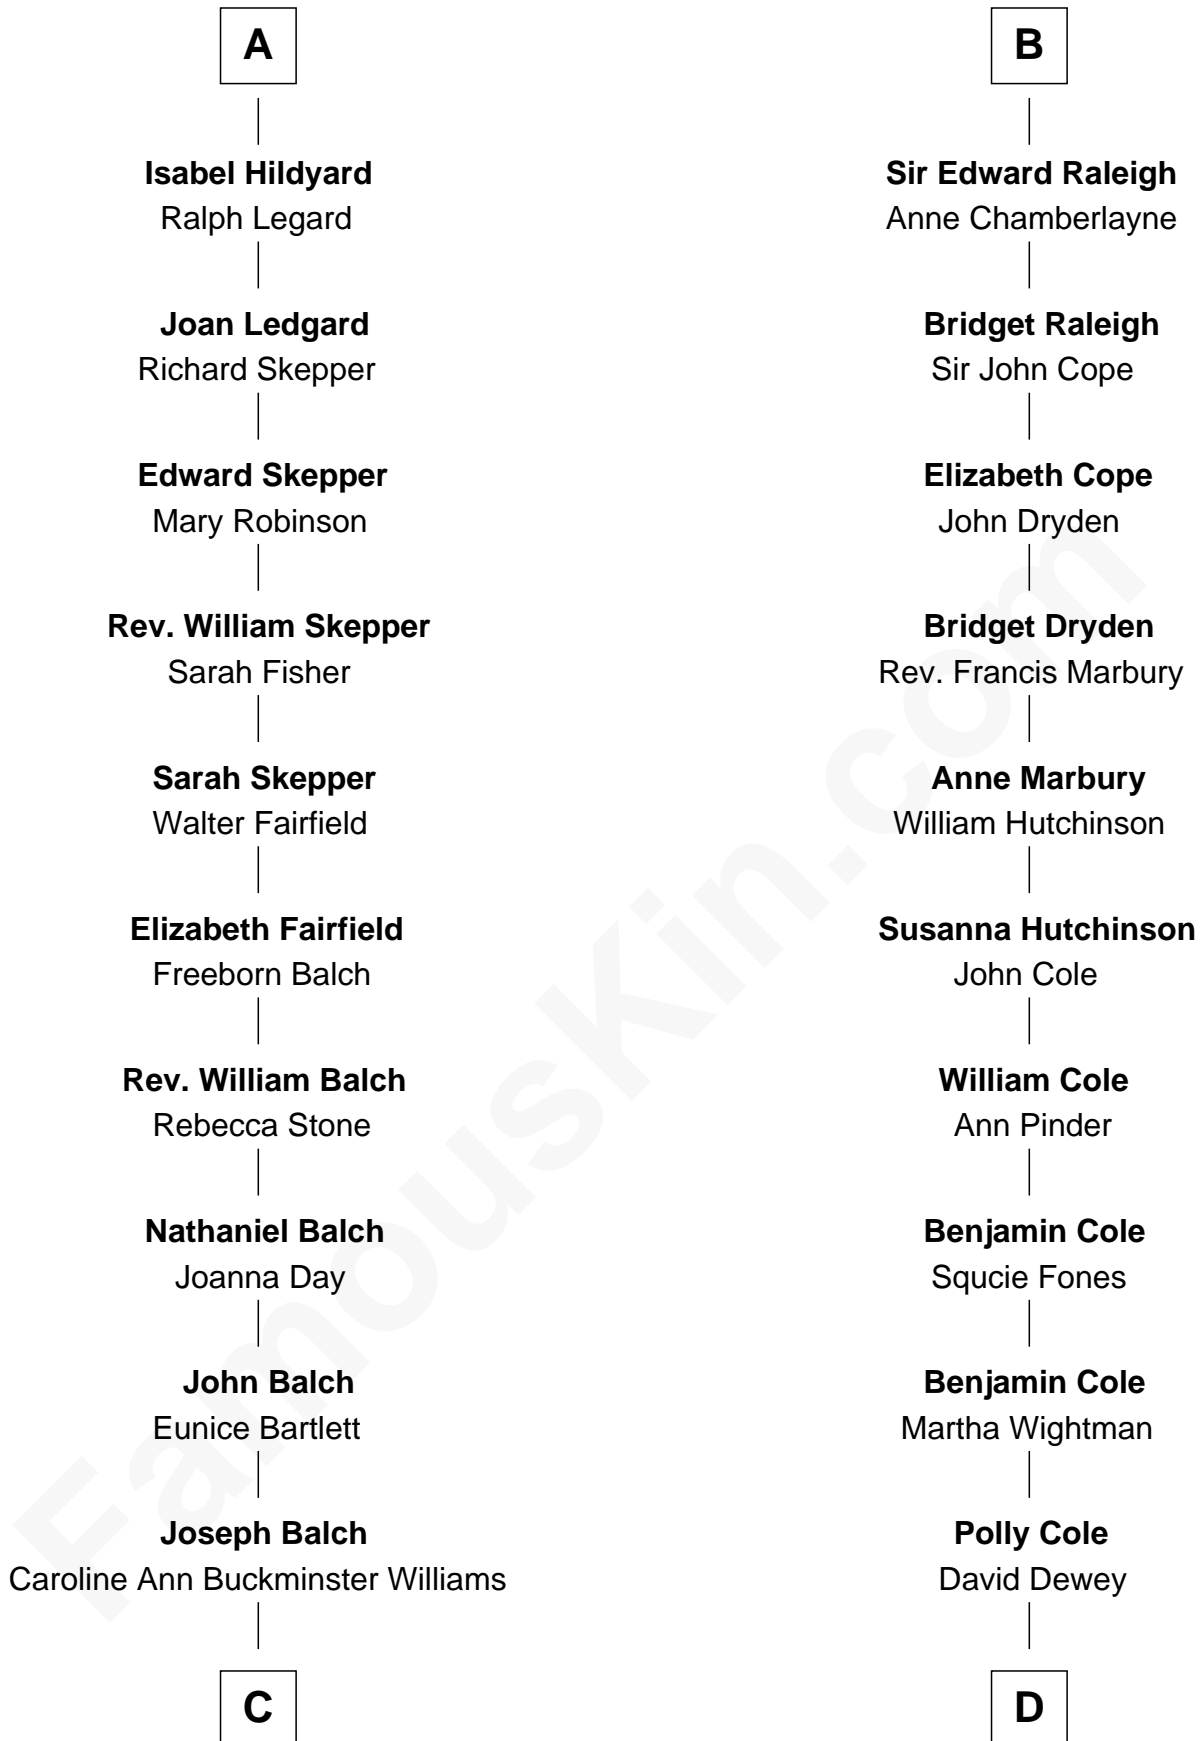 A
Isabel Hildyard
Ralph Legard
Joan Ledgard
Richard Skepper
Edward Skepper
Mary Robinson
Rev. William Skepper
Sarah Fisher
Sarah Skepper
Walter Fairfield
Elizabeth Fairfield
Freeborn Balch
Rev. William Balch
Rebecca Stone
Nathaniel Balch
Joanna Day
John Balch
Eunice Bartlett
Joseph Balch
Caroline Ann Buckminster Williams
C
B
Sir Edward Raleigh
Anne Chamberlayne
Bridget Raleigh
Sir John Cope
Elizabeth Cope
John Dryden
Bridget Dryden
Rev. Francis Marbury
Anne Marbury
William Hutchinson
Susanna Hutchinson
John Cole
William Cole
Ann Pinder
Benjamin Cole
Squcie Fones
Benjamin Cole
Martha Wightman
Polly Cole
David Dewey
D
FamousKin.com